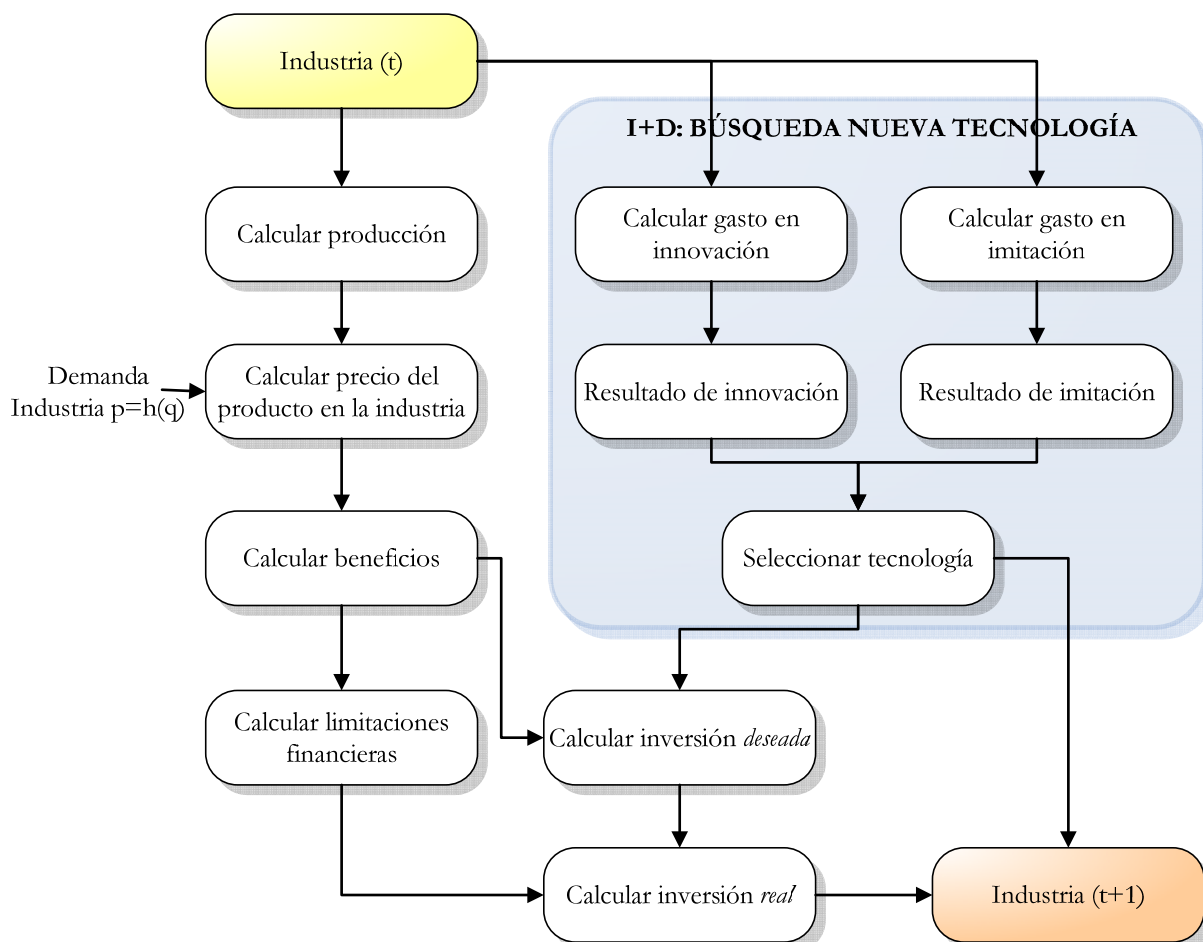 Industria (t)
I+D: BÚSQUEDA NUEVA TECNOLOGÍA
Calcular producción
Calcular gasto en
innovación
Calcular gasto en
imitación
Demanda
Industria p=h(q)
Calcular precio del
producto en la industria
Resultado de innovación
Resultado de imitación
Calcular beneficios
Seleccionar tecnología
Calcular limitaciones
financieras
Calcular inversión deseada
Calcular inversión real
Industria (t+1)